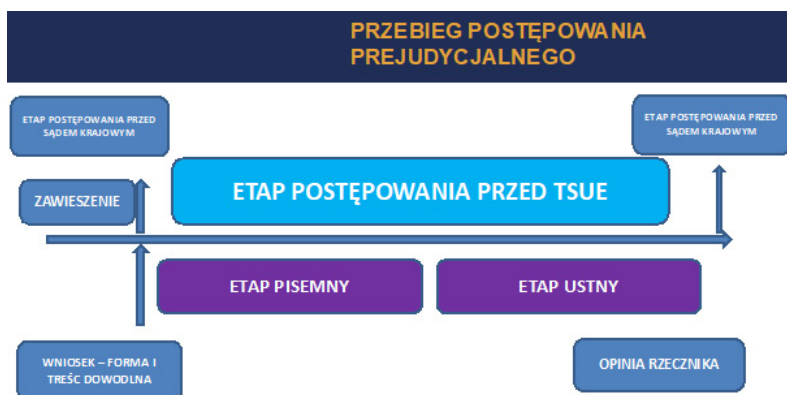 PRZEBIEG POSTĘPOWANIA
PREJUDYCJALNEGO
ETAP POSTĘPOWANIA PRZED
SĄDEM KRAJOWYM
ETAP POSTĘPOWANIA PRZED
SĄDEM KRAJOWYM
ETAP POSTĘPOWANIA PRZED TSUE
ZAWIESZENIE
ETAP PISEMNY
ETAP USTNY
WNIOSEK – FORMA I
TREŚC DOWODLNA
OPINIA RZECZNIKA